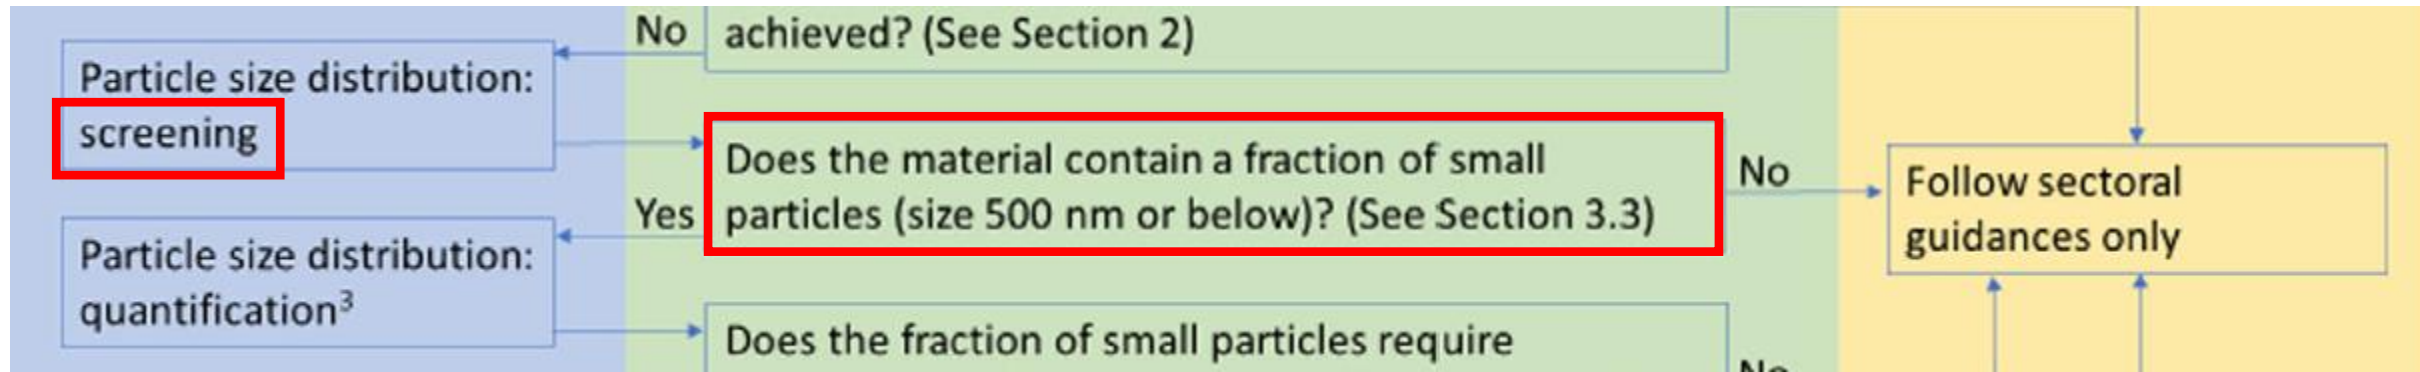 No
achieved? (See Section 2)
Particle size distribution:
screening
Does the material contain a fraction of small
particles (size 500 nm or below)? (See Section 3.3)
No
Yes
Follow sectoral
guidances only
Particle size distribution:
quantification³
Does the fraction of small particles require
No